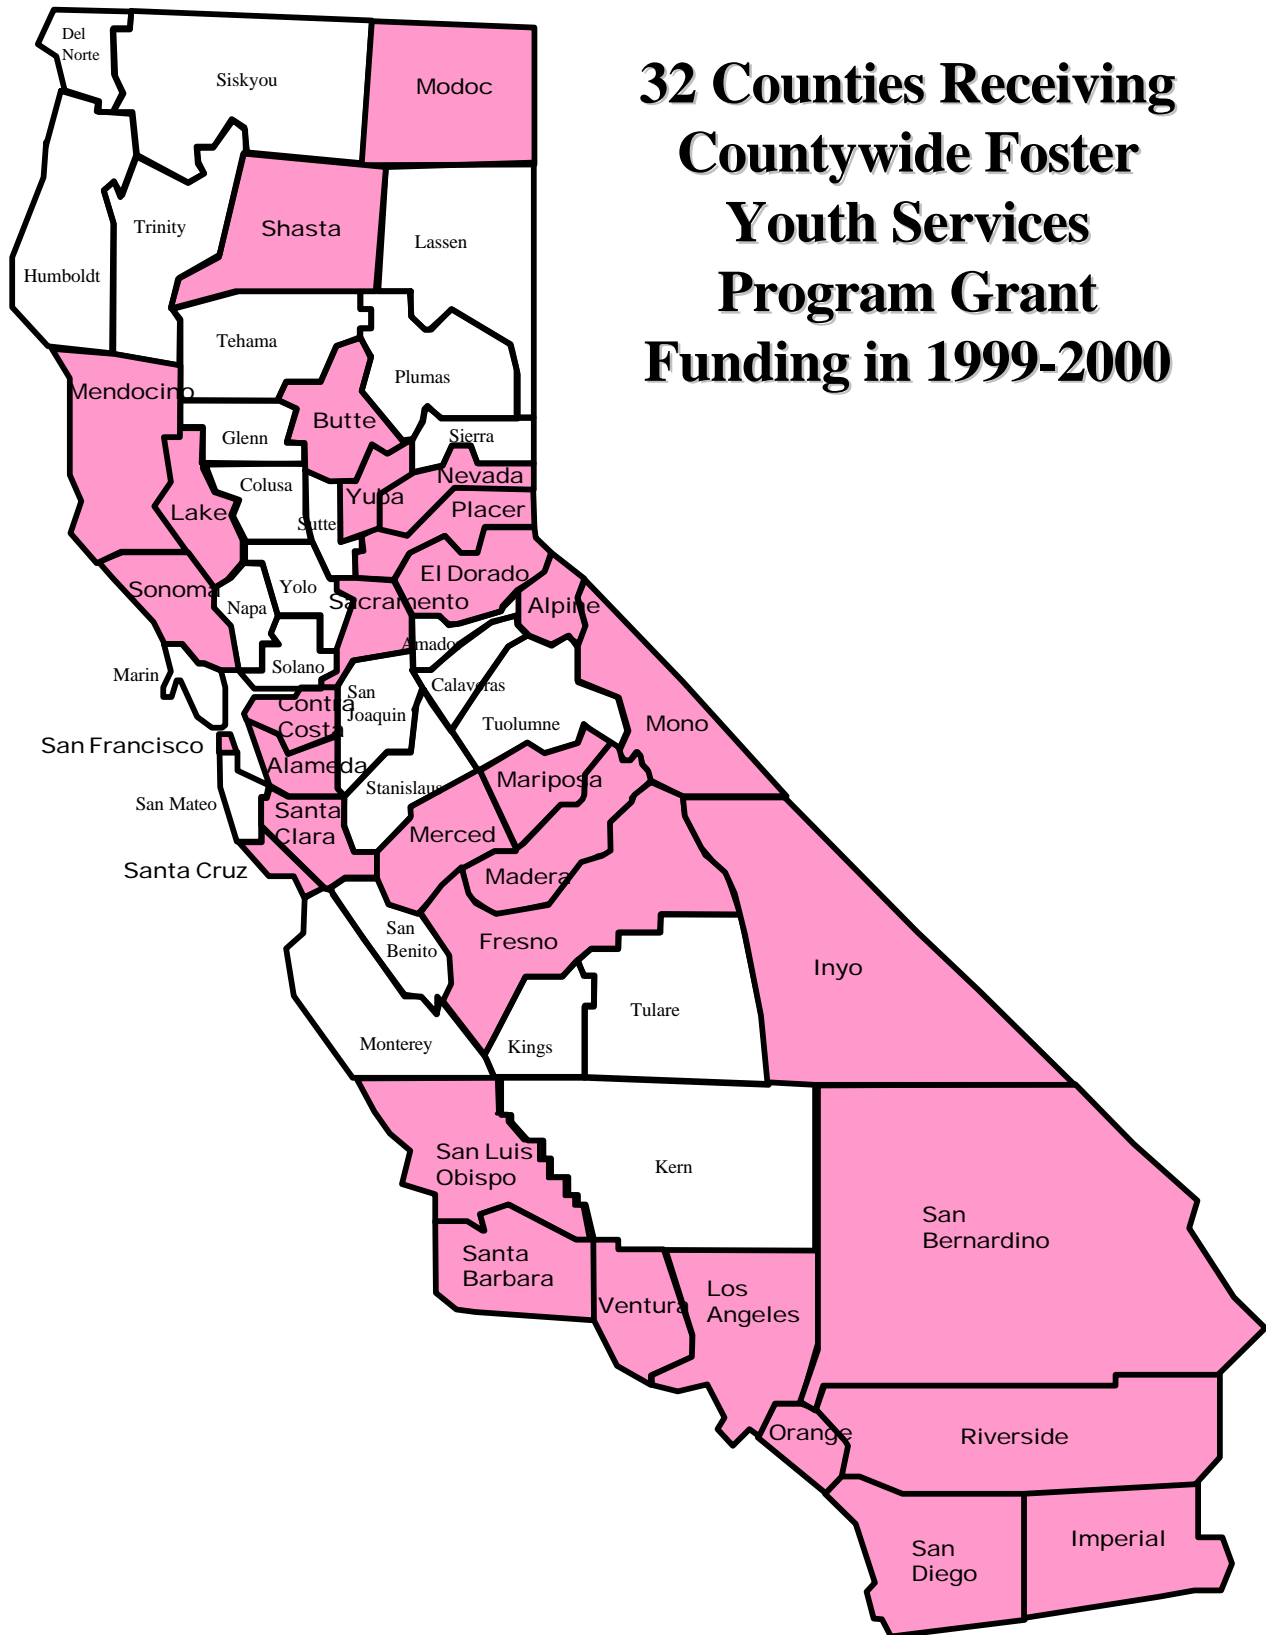 32 Counties Receiving
Countywide Foster
Youth Services
Program Grant
Funding in 1999-2000
Del
Norte
Siskyou
Modoc
Trinity
Shasta
Lassen
Humboldt
Tehama
Plumas
Mendocino
Butte
Glenn
Sierra
Nevada
Colusa
Yuba
Lake
Placer
Sutte
El Dorado
Sonoma
Yolo
Napa
Sacramento
Alpine
Amado
Solano
Marin
Calaveras
San
Joaquin
Contra
Costa
Tuolumne
Mono
San Francisco
Alameda
Mariposa
Stanislaus
San Mateo
Santa
Clara
Merced
Santa Cruz
Madera
San
Benito
Fresno
Inyo
Tulare
Monterey
Kings
San Luis
Obispo
Kern
San
Bernardino
Santa
Barbara
Ventura
Los
Angeles
Orange
Riverside
San
Diego
Imperial